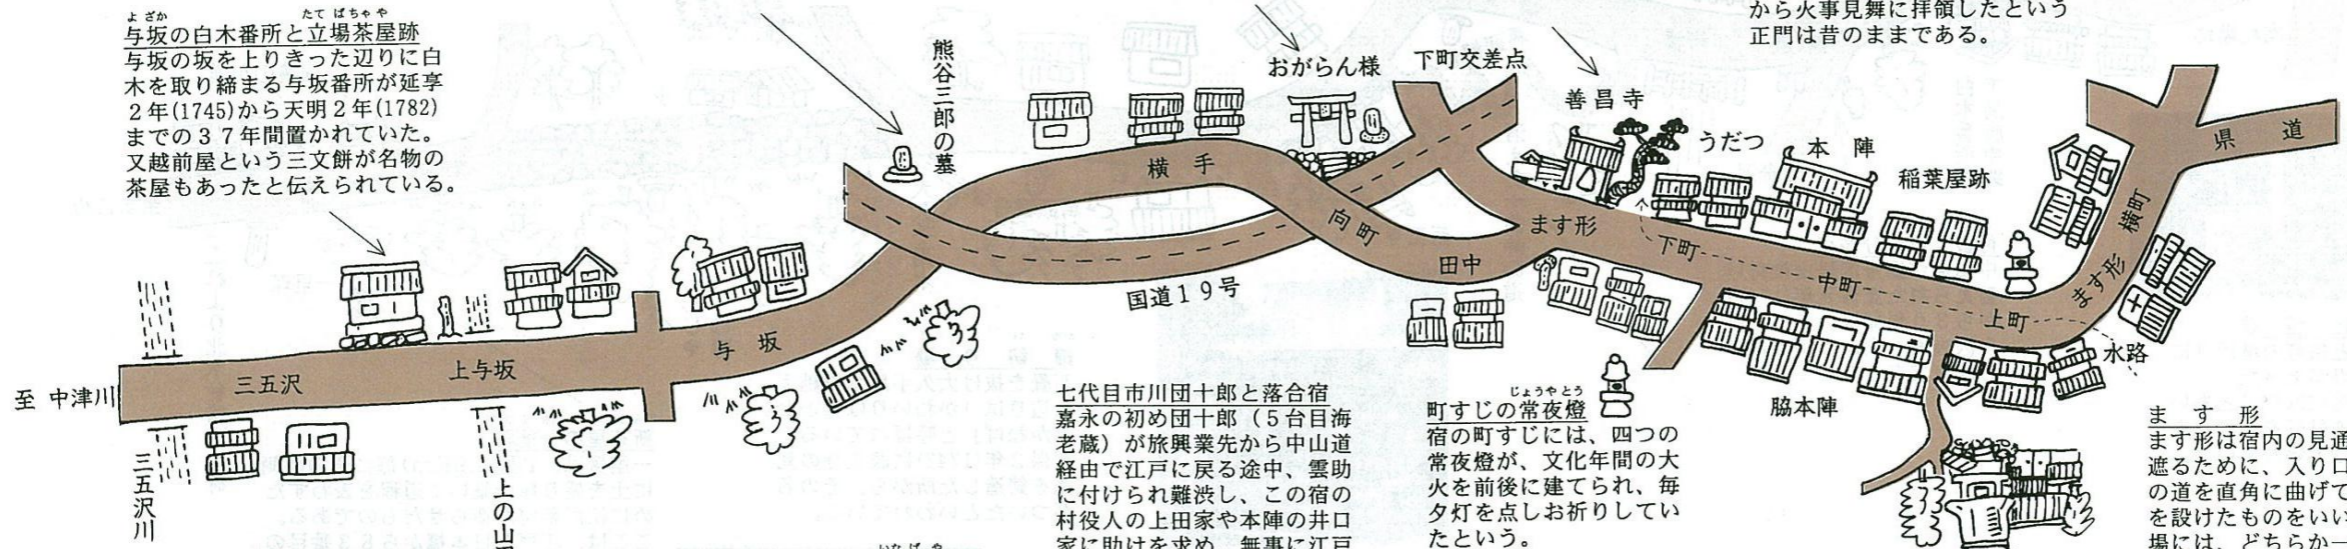 よざか
たてばちゃや
与坂の白木番所と立場茶屋跡
与坂の坂を上りきった辺りに白
木を取り締まる与坂番所が延享
2年(1745)から天明2年(1782)
までの37年間置かれていた。
又越前屋という三文餅が名物の
茶屋もあったと伝えられている。
から火事見舞に拝領したという
正門は昔のままである。
熊谷三郎の墓
おがらん様
下町交差点
善昌寺
うだつ
本陣
稲葉屋跡
県道
横町
ます形
横手
向町
ます形
下町
中町
上町
田中
国道19号
水路
与坂
上与坂
三五沢
至 中津川
脇本陣
三五沢川
上の山
七代目市川団十郎と落合宿
嘉永の初め団十郎(5台目海
老蔵)が旅興業先から中山道
経由で江戸に戻る途中、雲助
に付けられ難渋し、この宿の
村役人の上田家や本陣の井口
家に助けを求め、無事に江戸
じょうやとう
町すじの常夜燈
宿の町すじには、四つの
常夜燈が、文化年間の大
火を前後に建てられ、毎
夕灯を点しお祈りしてい
たという。
ます形
ます形は宿内の見通
遮るために、入り口
の道を直角に曲げて
を設けたものをいい
場には、どちらか一